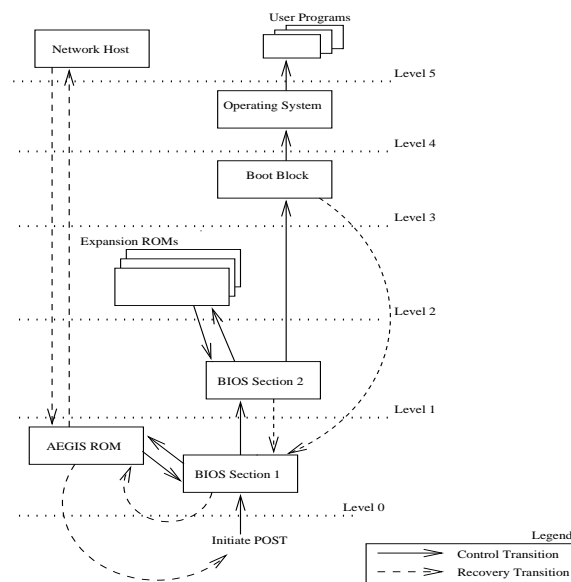 User Programs
Network Host
Level 5
Operating System
Level 4
Boot Block
Level 3
Expansion ROMs
Level 2
BIOS Section 2
Level 1
AEGIS ROM
BIOS Section 1
Level 0
Initiate POST
Legend
Control Transition
Recovery Transition